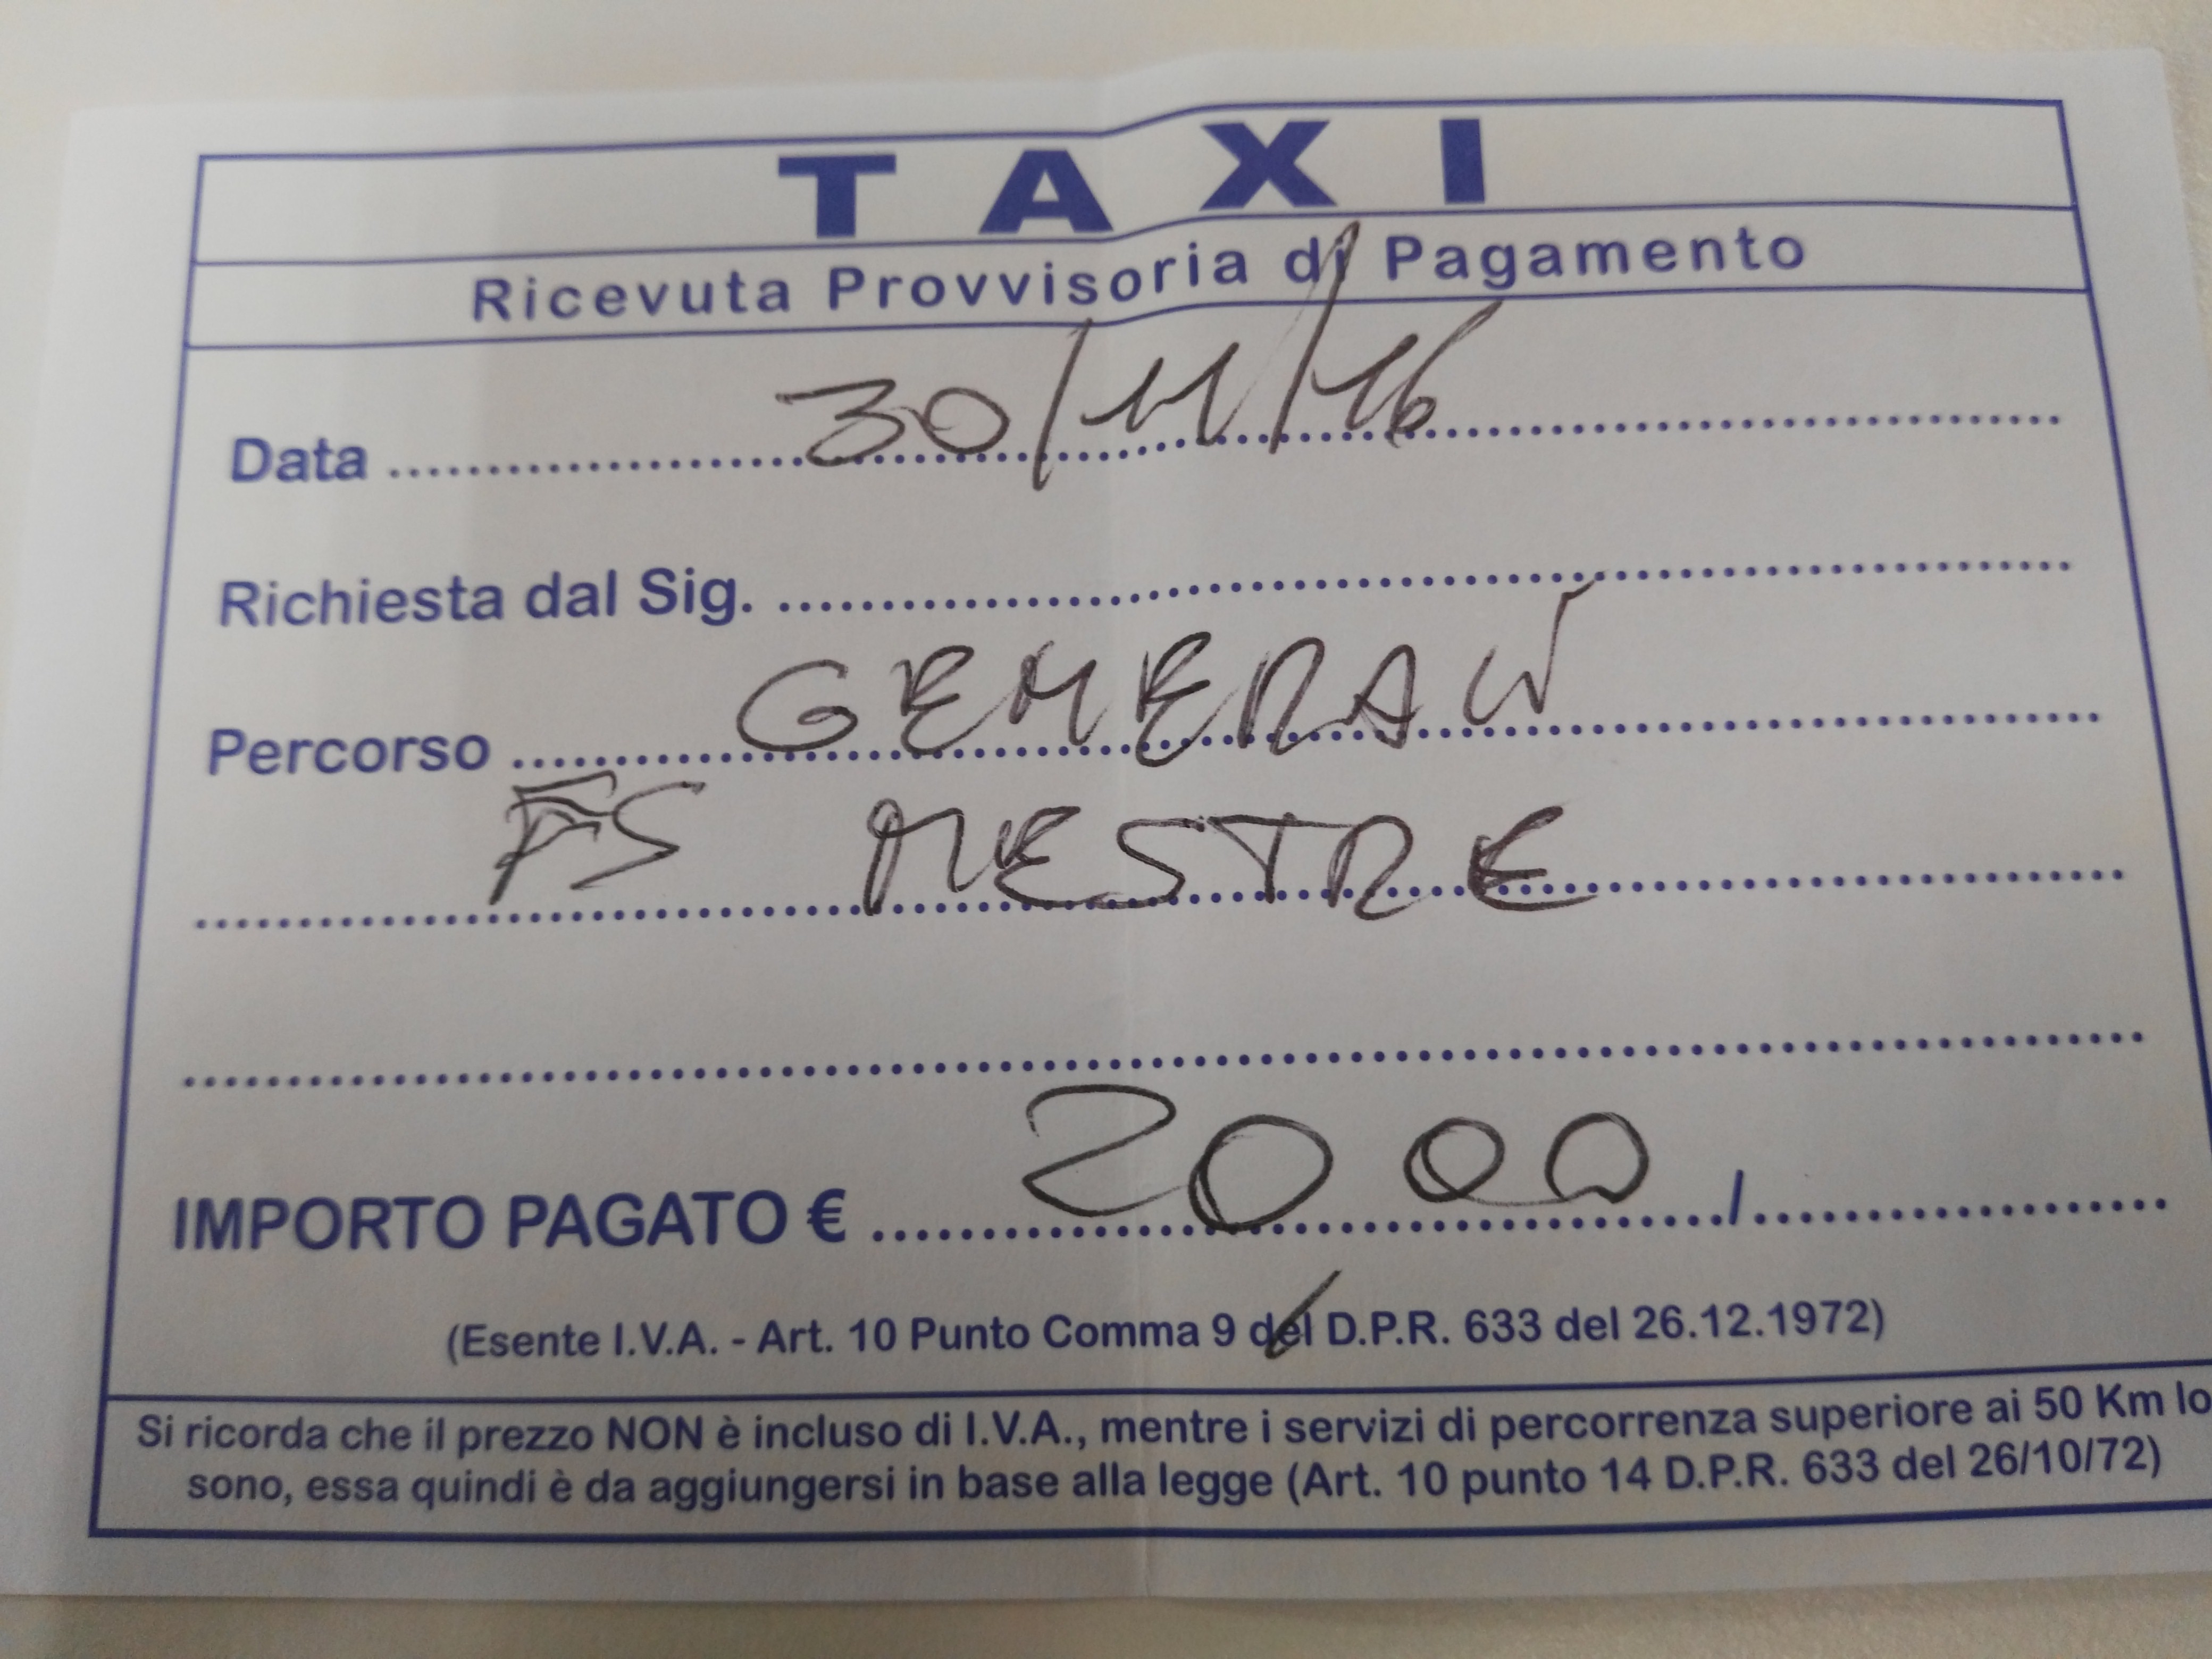 TAXI
Ricevuta Provvisoria di Pagamento
Data 30/11/16
Richiesta dal Sig.
Percorso GENERALI
FS MESTRE
IMPORTO PAGATO € 20 00 ,
(Esente I.V.A. - Art. 10 Punto Comma 9 del D.P.R. 633 del 26.12.1972)
Si ricorda che il prezzo NON è incluso di I.V.A., mentre i servizi di percorrenza superiore ai 50 Km lo
sono, essa quindi è da aggiungersi in base alla legge (Art. 10 punto 14 D.P.R. 633 del 26/10/72)